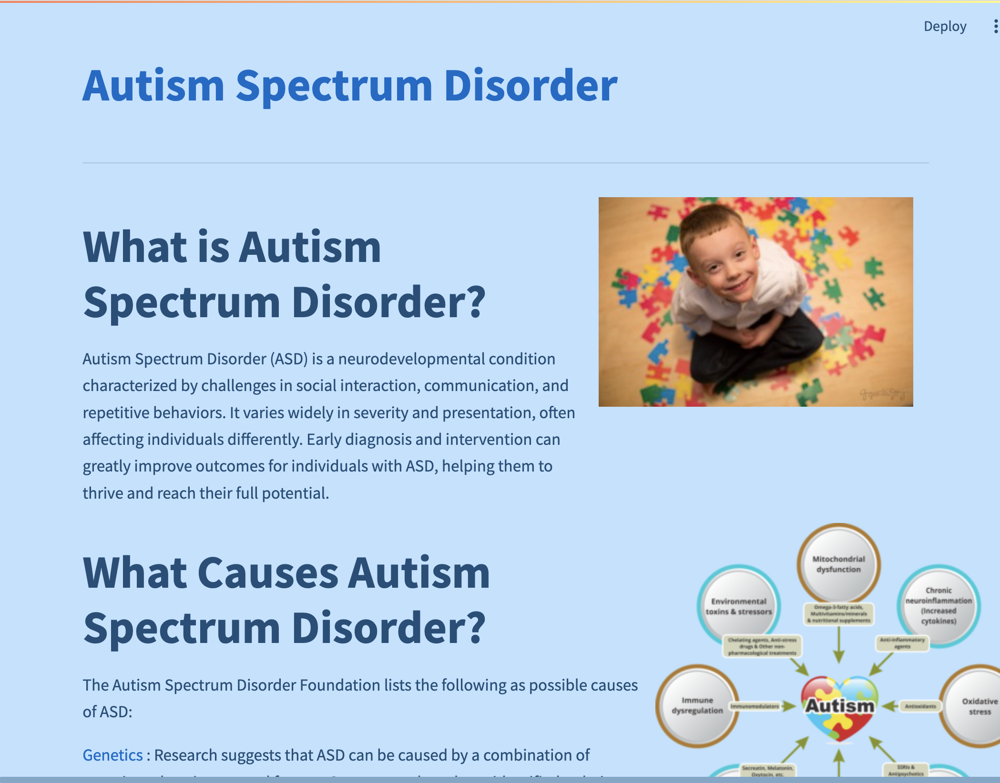 Deploy
Autism Spectrum Disorder
What is Autism
Spectrum Disorder?
Autism Spectrum Disorder (ASD) is a neurodevelopmental condition
characterized by challenges in social interaction, communication, and
repetitive behaviors. It varies widely in severity and presentation, often
affecting individuals differently. Early diagnosis and intervention can
greatly improve outcomes for individuals with ASD, helping them to
thrive and reach their full potential.
What Causes Autism
Spectrum Disorder?
The Autism Spectrum Disorder Foundation lists the following as possible causes
of ASD:
Genetics : Research suggests that ASD can be caused by a combination of
Mitochondrial
dysfunction
Omega-3-fatty acids,
Multivitamins/minerals
& nutritional supplements
Environmental
toxins & stressors
Chelating agents, Anti-stress
drugs & Other non-
pharmacological treatments
Chronic
neuroinflammation
(Increased
cytokines)
Anti-inflammatory
agents
Immune
dysregulation
Immunomodulators
Autism
Antioxidants
Oxidative
stress
Secreatin, Melatonin,
Oxytacin, etc.
SSRIs &
Antipsychotics